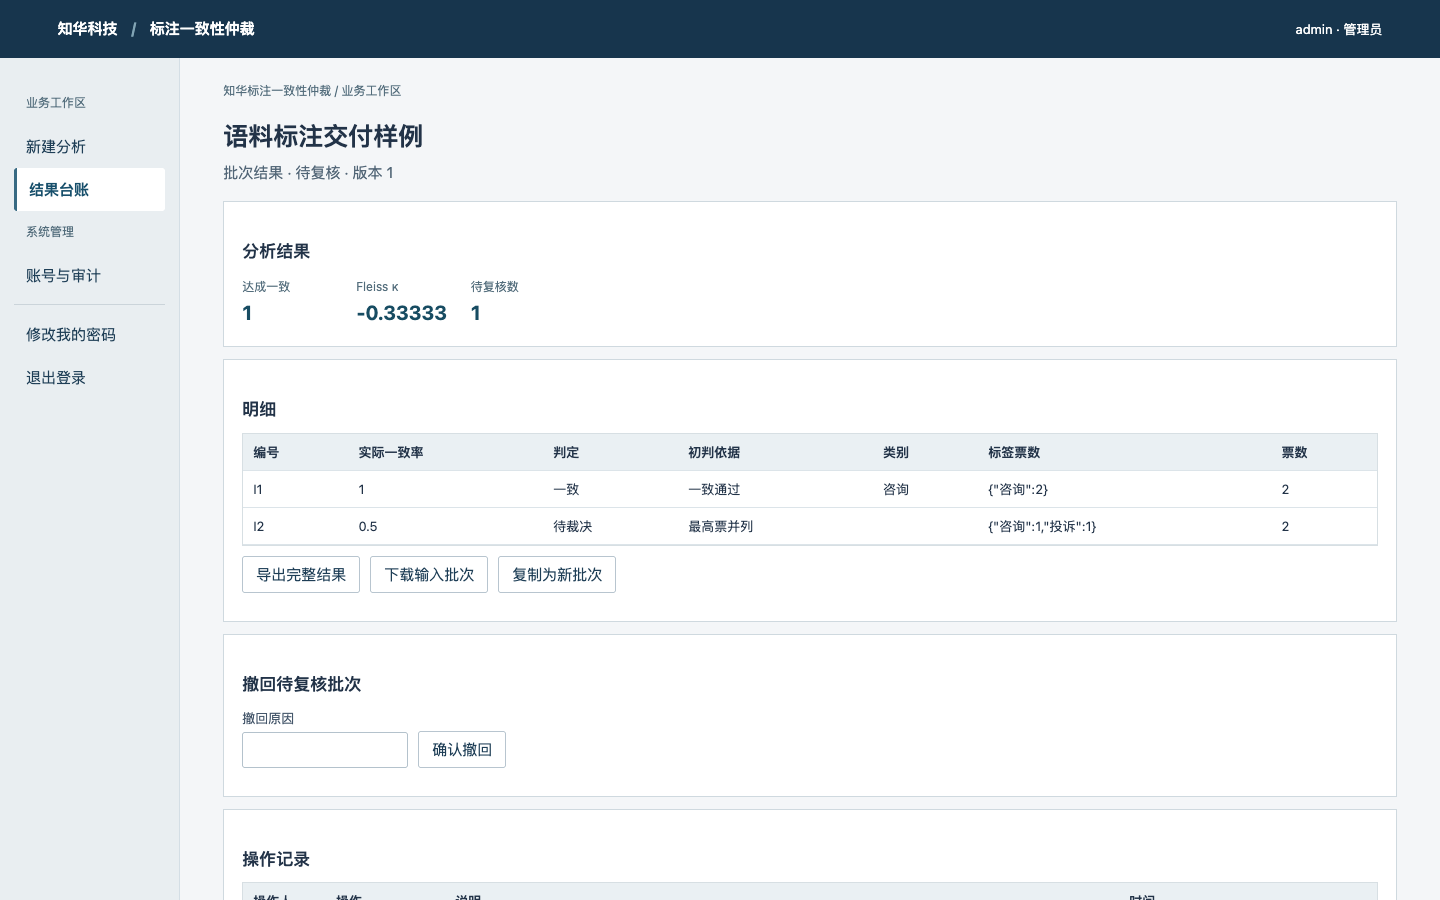 知华科技 / 标注一致性仲裁
admin · 管理员
业务工作区
新建分析
结果台账
系统管理
账号与审计
修改我的密码
退出登录
知华标注一致性仲裁 / 业务工作区
语料标注交付样例
批次结果 · 待复核 · 版本 1
分析结果
达成一致 Fleiss κ 待复核数
1 -0.33333 1
明细
编号 实际一致率 判定 初判依据 类别 标签票数 票数
I1 1 一致 一致通过 咨询 {"咨询":2} 2
I2 0.5 待裁决 最高票并列 {"咨询":1,"投诉":1} 2
导出完整结果 下载输入批次 复制为新批次
撤回待复核批次
撤回原因
确认撤回
操作记录
操作人 操作 说明 时间